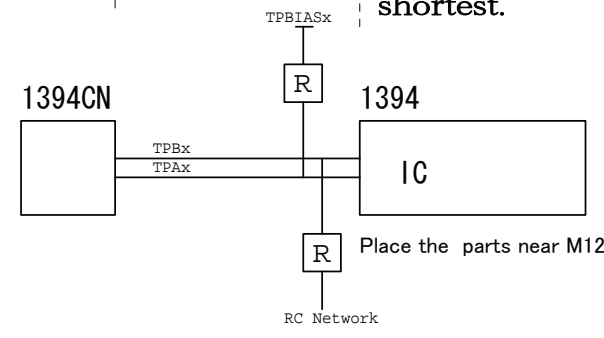 shortest.
TPBIASx
R
1394CN
1394
TPBx
TPAx
IC
R
Place the parts near M12
RC Network